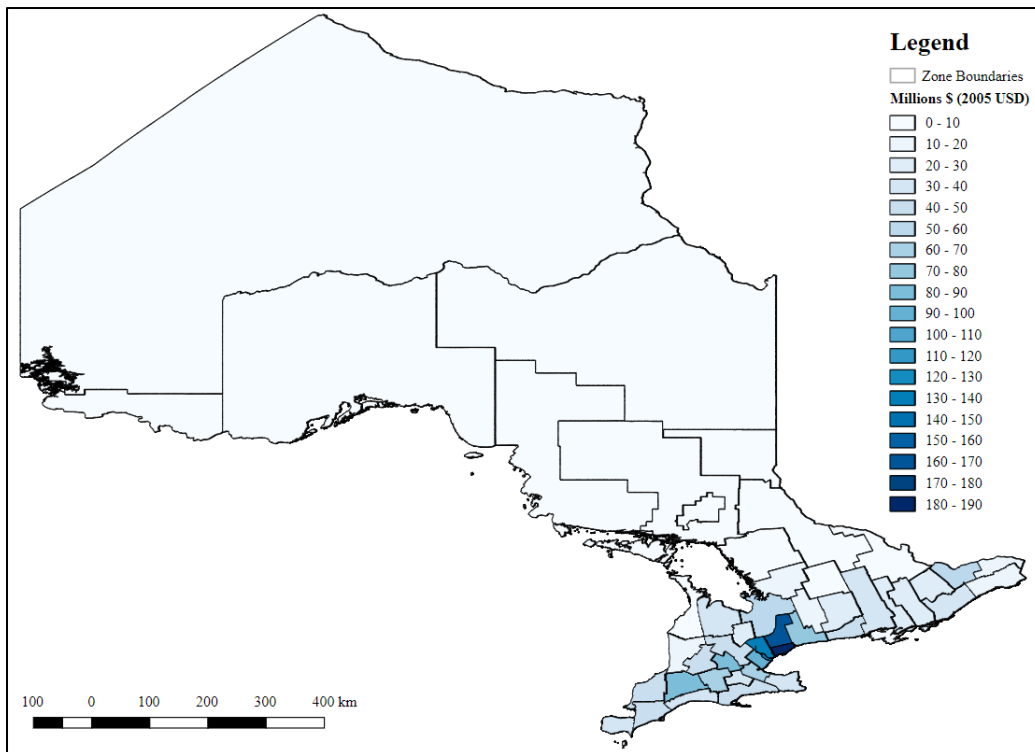 Legend
Zone Boundaries
Millions $ (2005 USD)
0 - 10
10 - 20
20 - 30
30 - 40
40 - 50
50 - 60
60 - 70
70 - 80
80 - 90
90 - 100
100 - 110
110 - 120
120 - 130
130 - 140
140 - 150
150 - 160
160 - 170
170 - 180
180 - 190
100 0 100 200 300 400 km